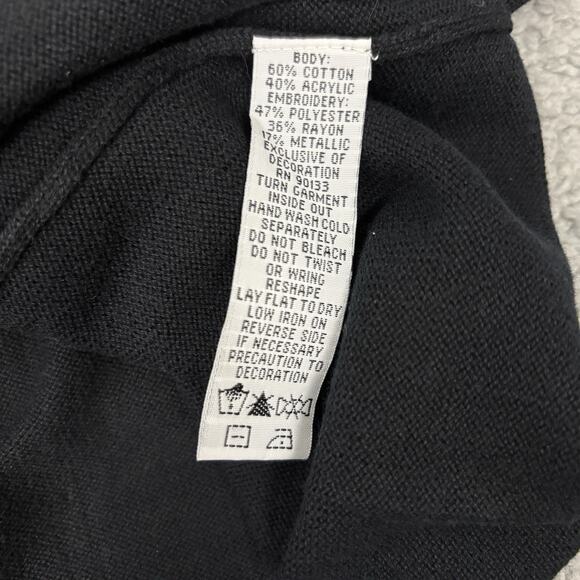 BODY:
60% COTTON
40% ACRYLIC
EMBROIDERY:
47% POLYESTER
36% RAYON
17% METALLIC
EXCLUSIVE OF
DECORATION
RN 90133
TURN GARMENT
INSIDE OUT
HAND WASH COLD
SEPARATELY
DO NOT BLEACH
DO NOT TWIST
OR WRING
RESHAPE
LAY FLAT TO DRY
LOW IRON ON
REVERSE SIDE
IF NECESSARY
PRECAUTION TO
DECORATION